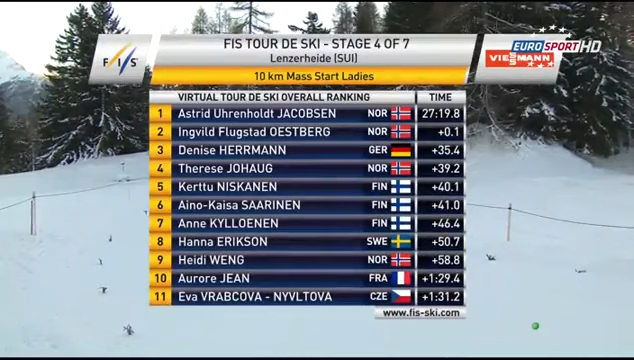 FIS
FIS TOUR DE SKI - STAGE 4 OF 7
Lenzerheide (SUI)
10 km Mass Start Ladies
EUROSPORT HD
VIESSMANN
VIRTUAL TOUR DE SKI OVERALL RANKING TIME
1 Astrid Uhrenholdt JACOBSEN NOR 27:19.8
2 Ingvild Flugstad OESTBERG NOR +0.1
3 Denise HERRMANN GER +35.4
4 Therese JOHAUG NOR +39.2
5 Kerttu NISKANEN FIN +40.1
6 Aino-Kaisa SAARINEN FIN +41.0
7 Anne KYLLOENEN FIN +46.4
8 Hanna ERIKSON SWE +50.7
9 Heidi WENG NOR +58.8
10 Aurore JEAN FRA +1:29.4
11 Eva VRABCOVA - NYVLTOVA CZE +1:31.2
www.fis-ski.com